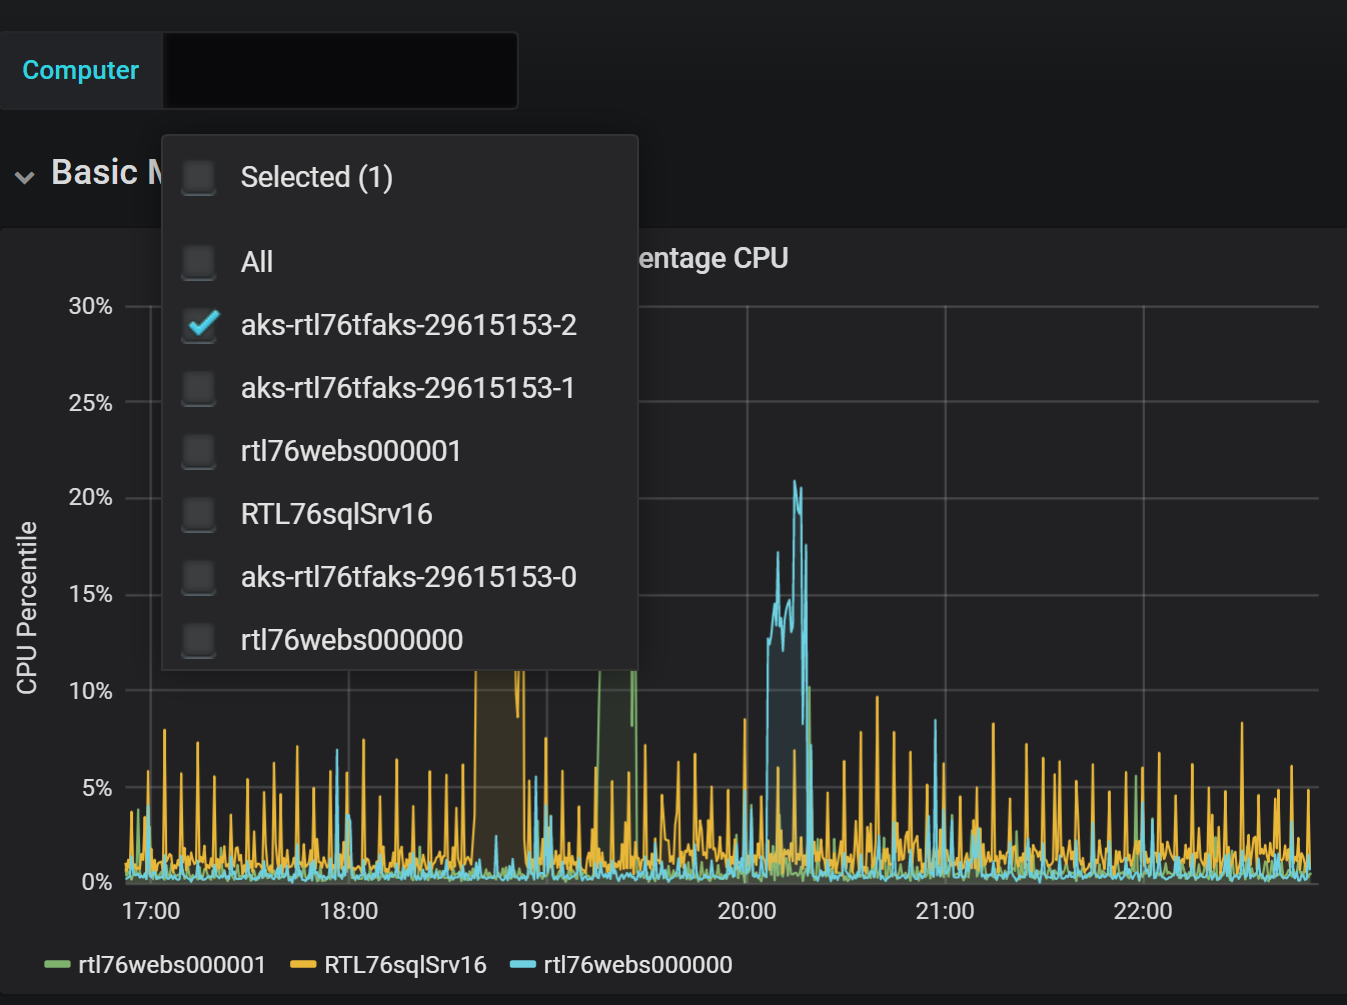 Computer
Basic
Selected (1)
All
entage CPU
aks-rtl76tfaks-29615153-2
aks-rtl76tfaks-29615153-1
rtl76webs000001
RTL76sqlSrv16
aks-rtl76tfaks-29615153-0
rtl76webs000000
CPU Percentile
30%
25%
20%
15%
10%
5%
0%
17:00 18:00 19:00 20:00 21:00 22:00
rtl76webs000001 RTL76sqlSrv16 rtl76webs000000